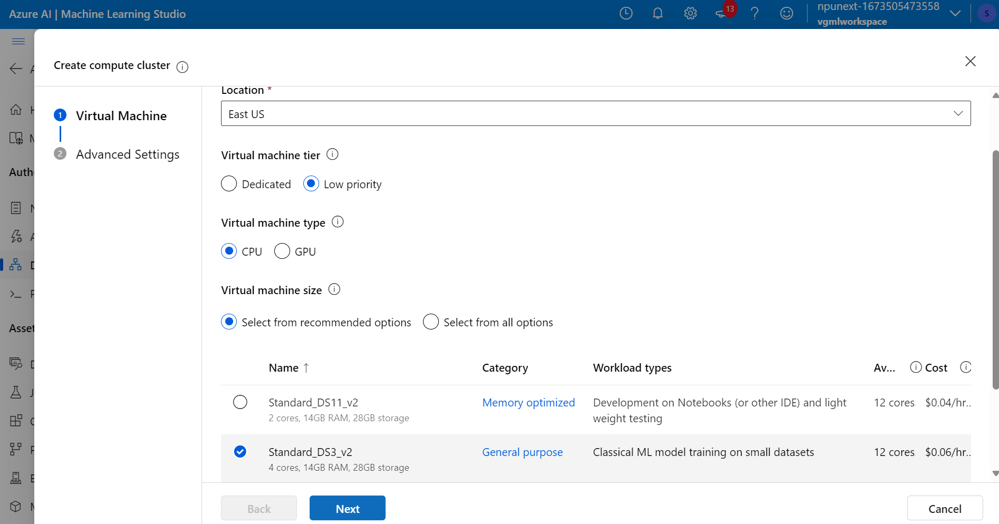 Azure AI | Machine Learning Studio
13
npunext-1673505473558
vgmlworkspace
S
Create compute cluster
1 Virtual Machine
2 Advanced Settings
Auth
Asset
Location *
East US
Virtual machine tier
Dedicated Low priority
Virtual machine type
CPU GPU
Virtual machine size
Select from recommended options Select from all options
Name ↑ Category Workload types Av... Cost
Standard_DS11_v2 Memory optimized Development on Notebooks (or other IDE) and light 12 cores $0.04/hr..
2 cores, 14GB RAM, 28GB storage weight testing
Standard_DS3_v2 General purpose Classical ML model training on small datasets 12 cores $0.06/hr..
4 cores, 14GB RAM, 28GB storage
Back Next Cancel